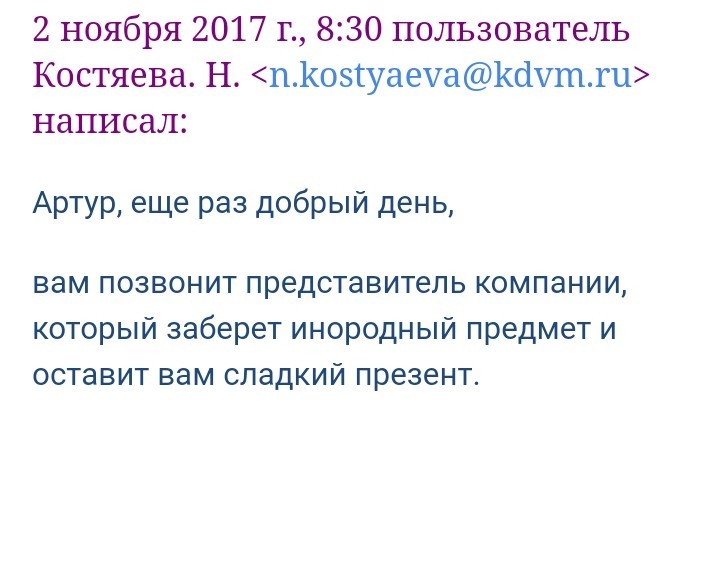 2 ноября 2017 г., 8:30 пользователь
Костяева. Н. <n.kostyaeva@kdvm.ru>
написал:
Артур, еще раз добрый день,
вам позвонит представитель компании,
который заберет инородный предмет и
оставит вам сладкий презент.